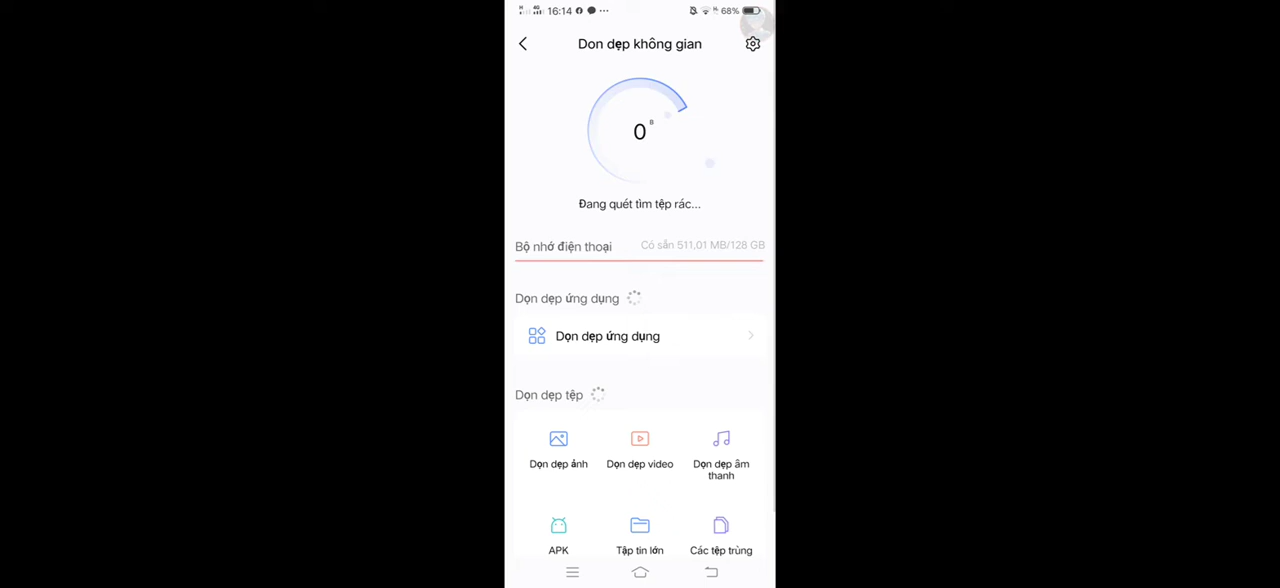 H 4G 16:14 ... H 68%
Don dẹp không gian
0 B
Đang quét tìm tệp rác...
Bộ nhớ điện thoại Có sẵn 511,01 MB/128 GB
Dọn dẹp ứng dụng
Dọn dẹp ứng dụng
Dọn dẹp tệp
Dọn dẹp ảnh Dọn dẹp video Dọn dẹp âm
thanh
APK Tập tin lớn Các tệp trùng